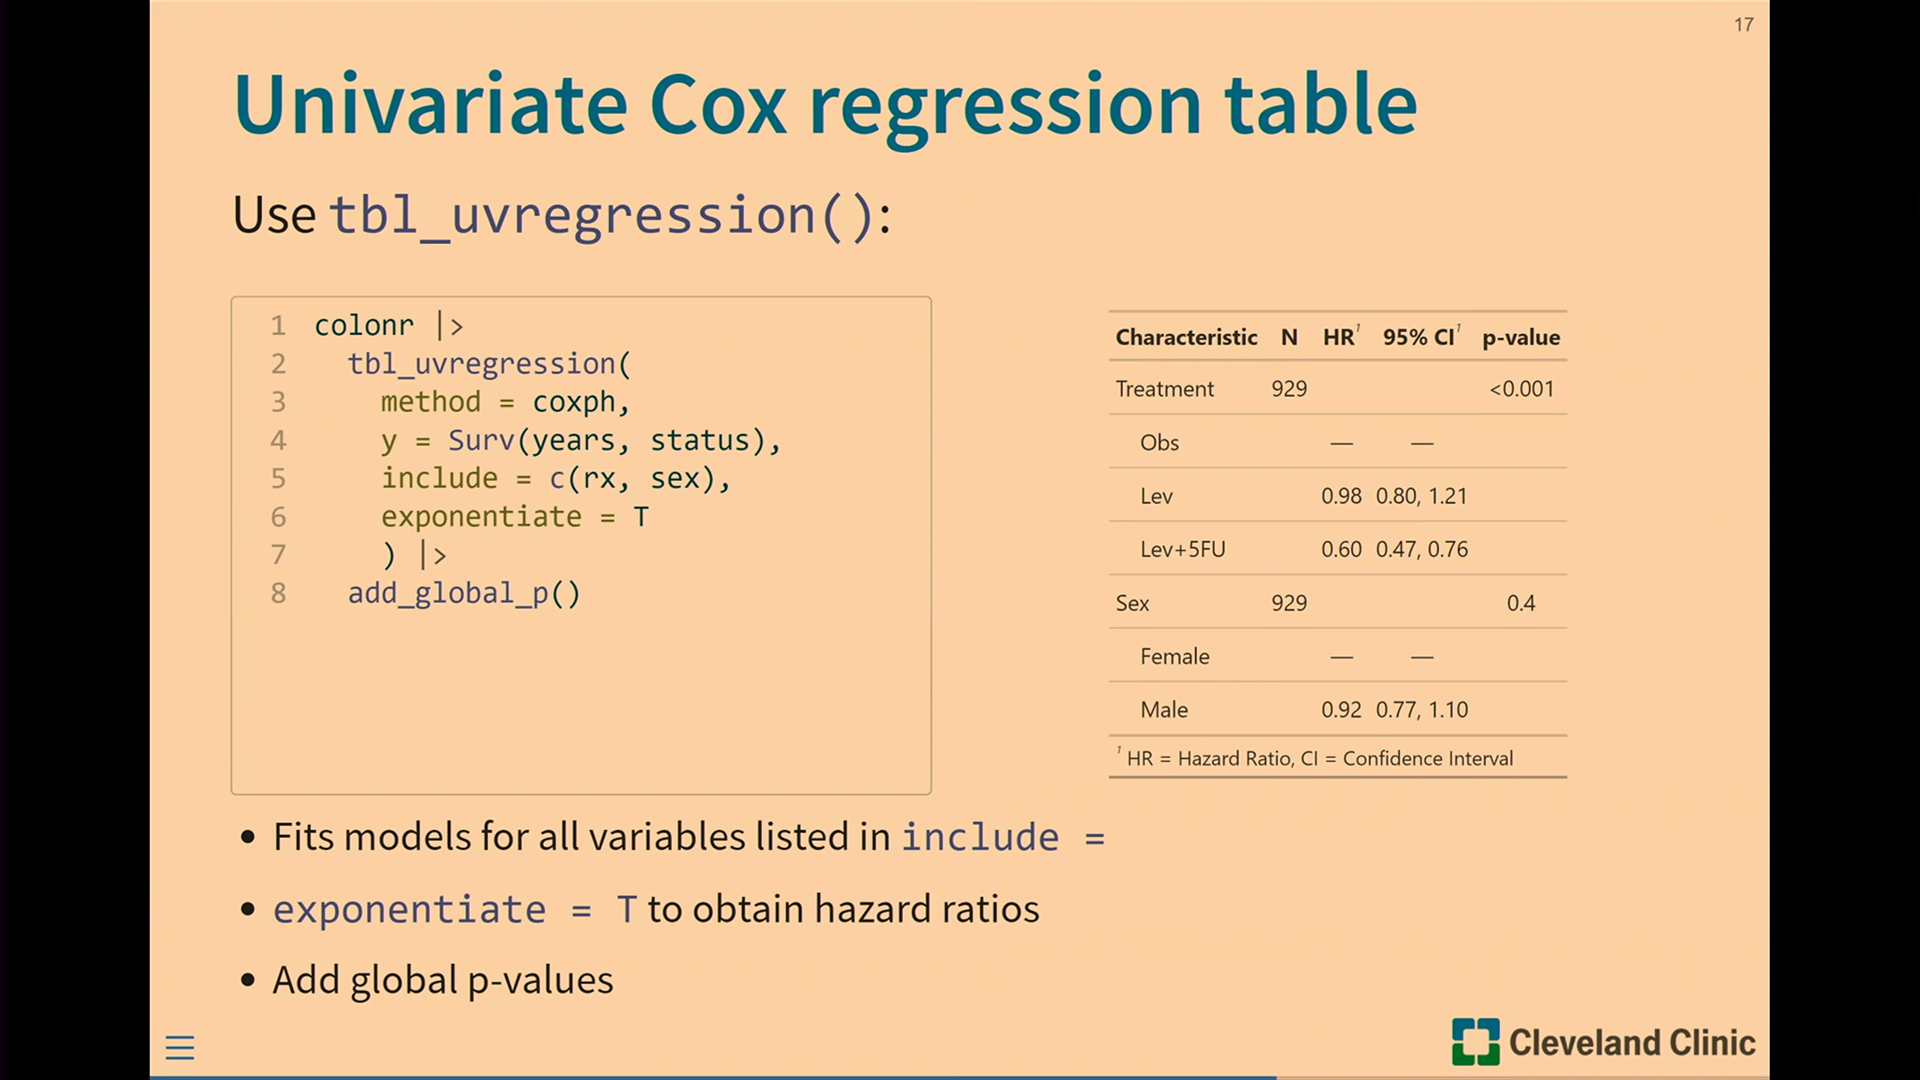 17
Univariate Cox regression table
Use tbl_uvregression():
1 colonr |>
2 tbl_uvregression(
3 method = coxph,
4 y = Surv(years, status),
5 include = c(rx, sex),
6 exponentiate = T
7 ) |>
8 add_global_p()
Characteristic N HR1 95% CI1 p-value
Treatment 929 <0.001
Obs — —
Lev 0.98 0.80, 1.21
Lev+5FU 0.60 0.47, 0.76
Sex 929 0.4
Female — —
Male 0.92 0.77, 1.10
1 HR = Hazard Ratio, CI = Confidence Interval
• Fits models for all variables listed in include =
• exponentiate = T to obtain hazard ratios
• Add global p-values
Cleveland Clinic